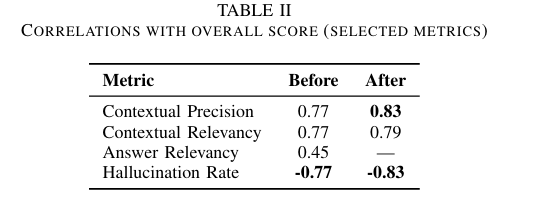 TABLE II
CORRELATIONS WITH OVERALL SCORE (SELECTED METRICS)
Metric Before After
Contextual Precision 0.77 0.83
Contextual Relevancy 0.77 0.79
Answer Relevancy 0.45 —
Hallucination Rate -0.77 -0.83